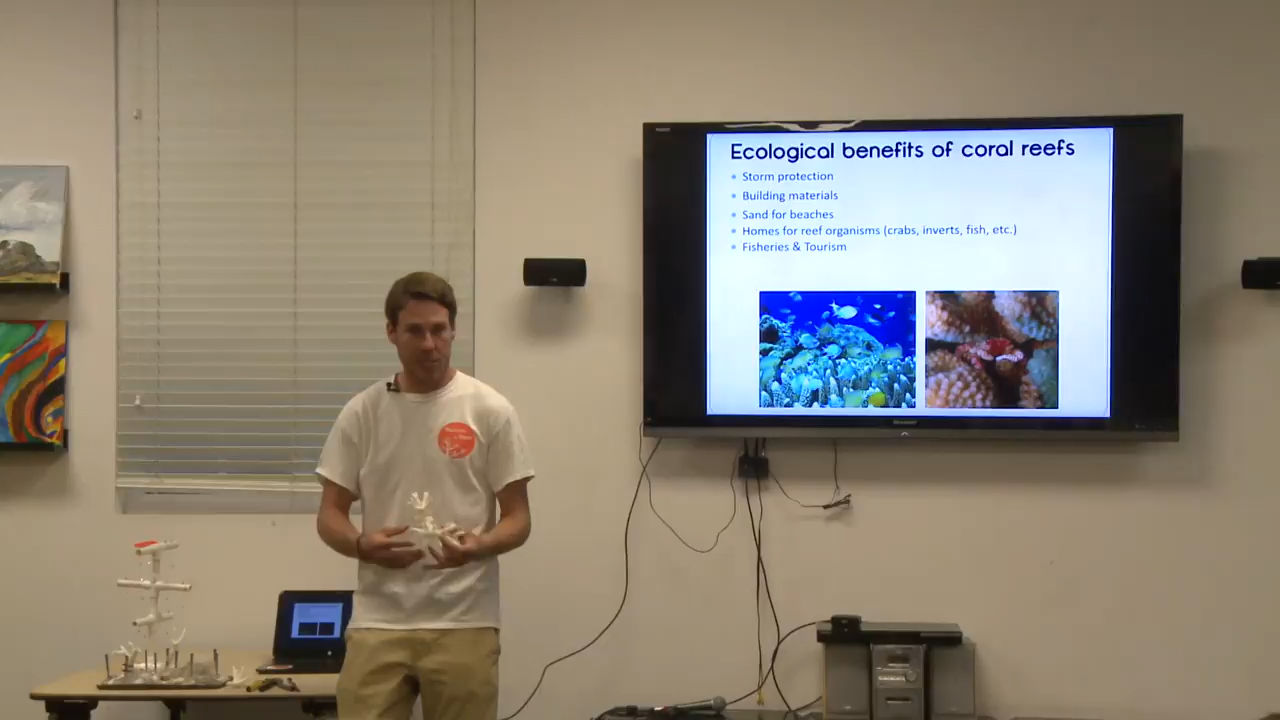 Ecological benefits of coral reefs
Storm protection
Building materials
Sand for beaches
Homes for reef organisms (crabs, inverts, fish, etc.)
Fisheries & Tourism